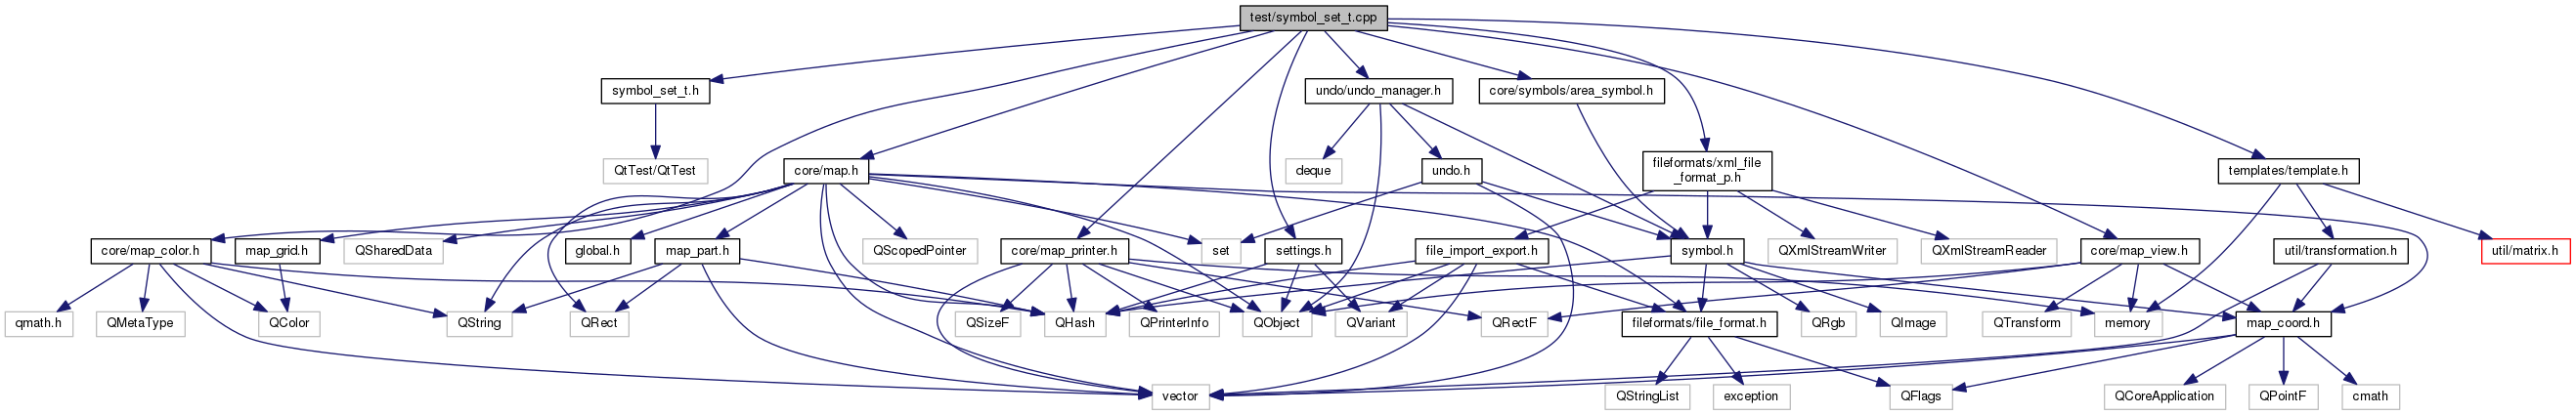 test/symbol_set_t.cpp
symbol_set_t.h
undo/undo_manager.h
core/symbols/area_symbol.h
QtTest/QtTest
core/map.h
deque
undo.h
fileformats/xml_file
_format_p.h
templates/template.h
core/map_color.h
map_grid.h
QSharedData
global.h
map_part.h
QScopedPointer
core/map_printer.h
set
settings.h
file_import_export.h
symbol.h
QXmlStreamWriter
QXmlStreamReader
core/map_view.h
util/transformation.h
util/matrix.h
qmath.h
QMetaType
QColor
QString
QRect
QSizeF
QHash
QPrinterInfo
QObject
QVariant
QRectF
fileformats/file_format.h
QRgb
QImage
QTransform
memory
map_coord.h
vector
QStringList
exception
QFlags
QCoreApplication
QPointF
cmath